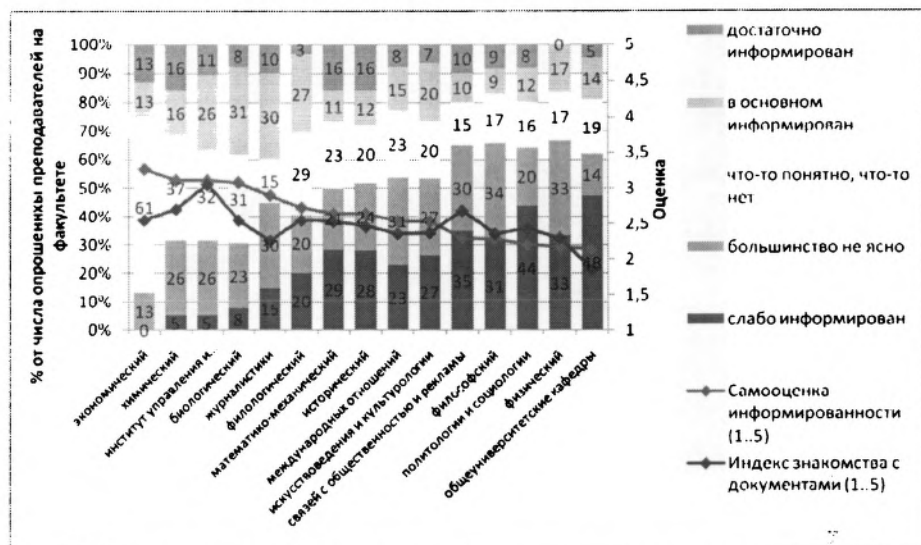 % от числа опрошенных преподавателей на
факультете
100%
90%
80%
70%
60%
50%
40%
30%
20%
10%
0%
13 16 11 8 10 3 16 16 8 7 10 9 8 0 5
13 16 26 31 30 27 11 12 15 20 10 9 12 17 14
61 37 32 31 15 29 23 20 23 20 15 17 16 17 19
13 26 26 23 30 20 21 24 31 27 30 34 20 33 14
0 5 5 8 15 20 29 28 23 27 35 31 44 33 48
5
4,5
4
3,5
3
2,5
2
1,5
1
Оценка
экономический
химический
институт управления и...
биологический
журналистики
филологический
математико-механический
исторический
международных отношений
искусствоведения и культурологии
связей с общественностью и рекламы
философский
политологии и социологии
физический
общеуниверситетские кафедры
достаточно
информирован
в основном
информирован
что-то понятно, что-то
нет
большинство не ясно
слабо информирован
Самооценка
информированности
(1..5)
Индекс знакомства с
документами (1..5)